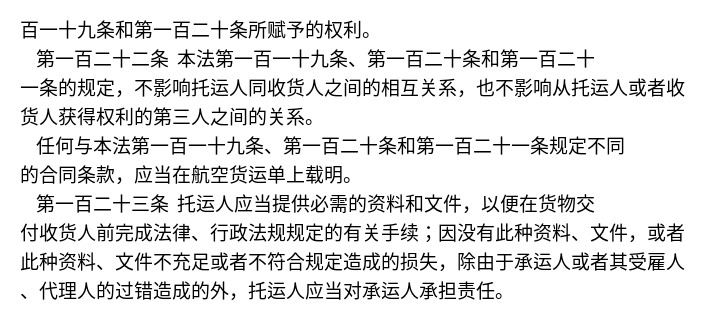 百一十九条和第一百二十条所赋予的权利。
第一百二十二条 本法第一百一十九条、第一百二十条和第一百二十
一条的规定，不影响托运人同收货人之间的相互关系，也不影响从托运人或者收
货人获得权利的第三人之间的关系。
任何与本法第一百一十九条、第一百二十条和第一百二十一条规定不同
的合同条款，应当在航空货运单上载明。
第一百二十三条 托运人应当提供必需的资料和文件，以便在货物交
付收货人前完成法律、行政法规规定的有关手续；因没有此种资料、文件，或者
此种资料、文件不充足或者不符合规定造成的损失，除由于承运人或者其受雇人
、代理人的过错造成的外，托运人应当对承运人承担责任。